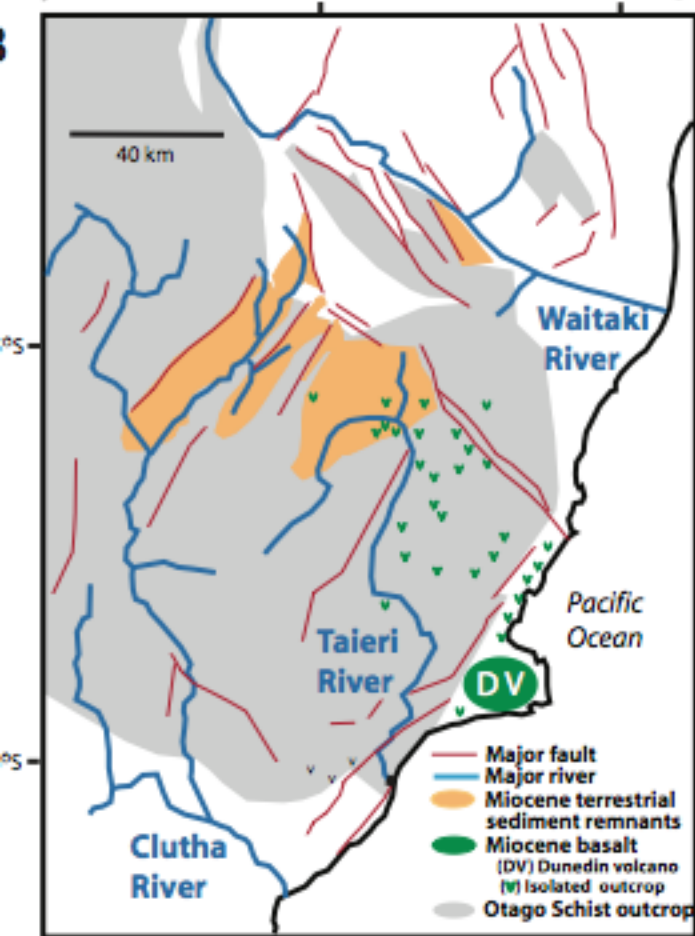 B
40 km
Waitaki
River
°S
Pacific
Ocean
Taieri
River
DV
°S
Major fault
Major river
Miocene terrestrial
sediment remnants
Miocene basalt
(DV) Dunedin volcano
(v) Isolated outcrop
Otago Schist outcrop
Clutha
River